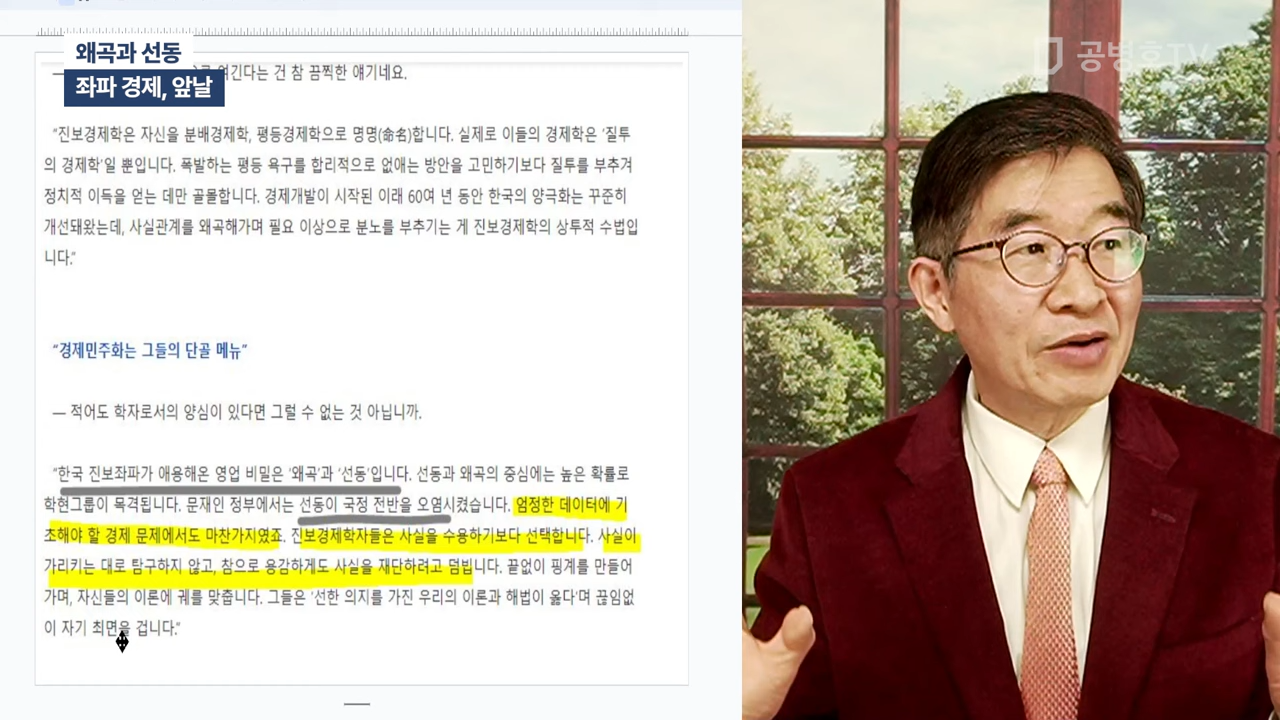 왜곡과 선동
좌파 경제, 앞날
여긴다는 건 참 끔찍한 얘기네요.
“진보경제학은 자신을 분배경제학, 평등경제학으로 명명(命名)합니다. 실제로 이들의 경제학은 ‘질투
의 경제학’일 뿐입니다. 폭발하는 평등 욕구를 합리적으로 없애는 방안을 고민하기보다 질투를 부추겨
정치적 이득을 얻는 데만 골몰합니다. 경제개발이 시작된 이래 60여 년 동안 한국의 양극화는 꾸준히
개선돼왔는데, 사실관계를 왜곡해가며 필요 이상으로 분노를 부추기는 게 진보경제학의 상투적 수법입
니다.”
“경제민주화는 그들의 단골 메뉴”
― 적어도 학자로서의 양심이 있다면 그럴 수 없는 것 아닙니까.
“한국 진보좌파가 애용해온 영업 비밀은 ‘왜곡’과 ‘선동’입니다. 선동과 왜곡의 중심에는 높은 확률로
학현그룹이 목격됩니다. 문재인 정부에서는 선동이 국정 전반을 오염시켰습니다. 엄정한 데이터에 기
초해야 할 경제 문제에서도 마찬가지였죠. 진보경제학자들은 사실을 수용하기보다 선택합니다. 사실이
가리키는 대로 탐구하지 않고, 참으로 용감하게도 사실을 재단하려고 덤빕니다. 끝없이 핑계를 만들어
가며, 자신들의 이론에 궤를 맞춥니다. 그들은 ‘선한 의지를 가진 우리의 이론과 해법이 옳다’며 끊임없
이 자기 최면을 겁니다.”
공병호TV